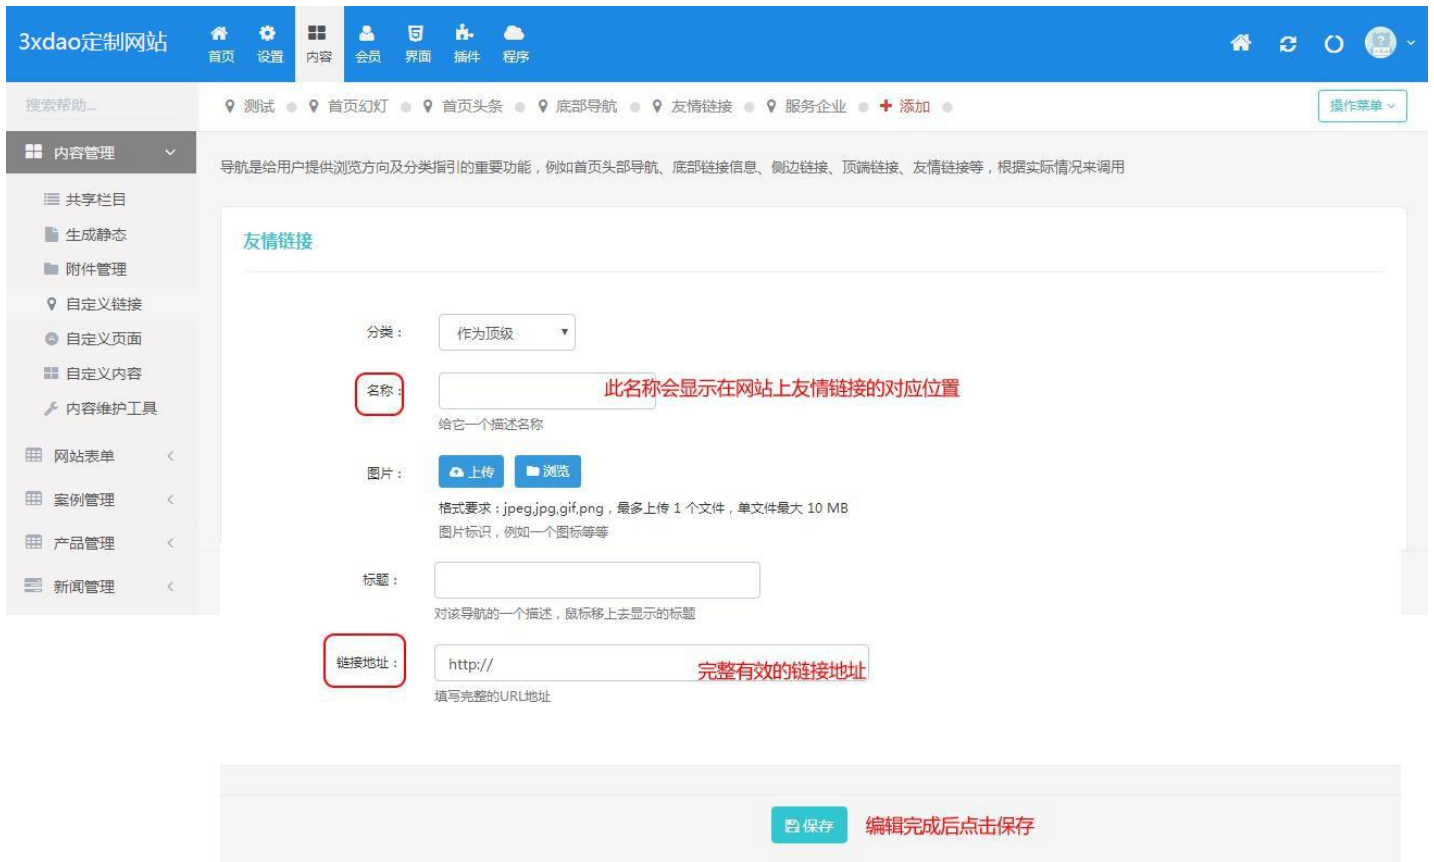 3xdao定制网站
首页 设置 内容 会员 界面 插件 程序
搜索帮助...
测试 首页幻灯 首页头条 底部导航 友情链接 服务企业 添加
操作菜单
内容管理
导航是给用户提供浏览方向及分类指引的重要功能，例如首页头部导航、底部链接信息、侧边链接、顶端链接、友情链接等，根据实际情况来调用
共享栏目
生成静态
附件管理
自定义链接
自定义页面
自定义内容
内容维护工具
网站表单
案例管理
产品管理
新闻管理
友情链接
分类： 作为顶级
名称： 此名称会显示在网站上友情链接的对应位置
给它一个描述名称
图片： 上传 浏览
格式要求：jpeg,jpg,gif,png，最多上传 1 个文件，单文件最大 10 MB
图片标识，例如一个图标等等
标题：
对该导航的一个描述，鼠标移上去显示的标题
链接地址： http:// 完整有效的链接地址
填写完整的URL地址
保存 编辑完成后点击保存